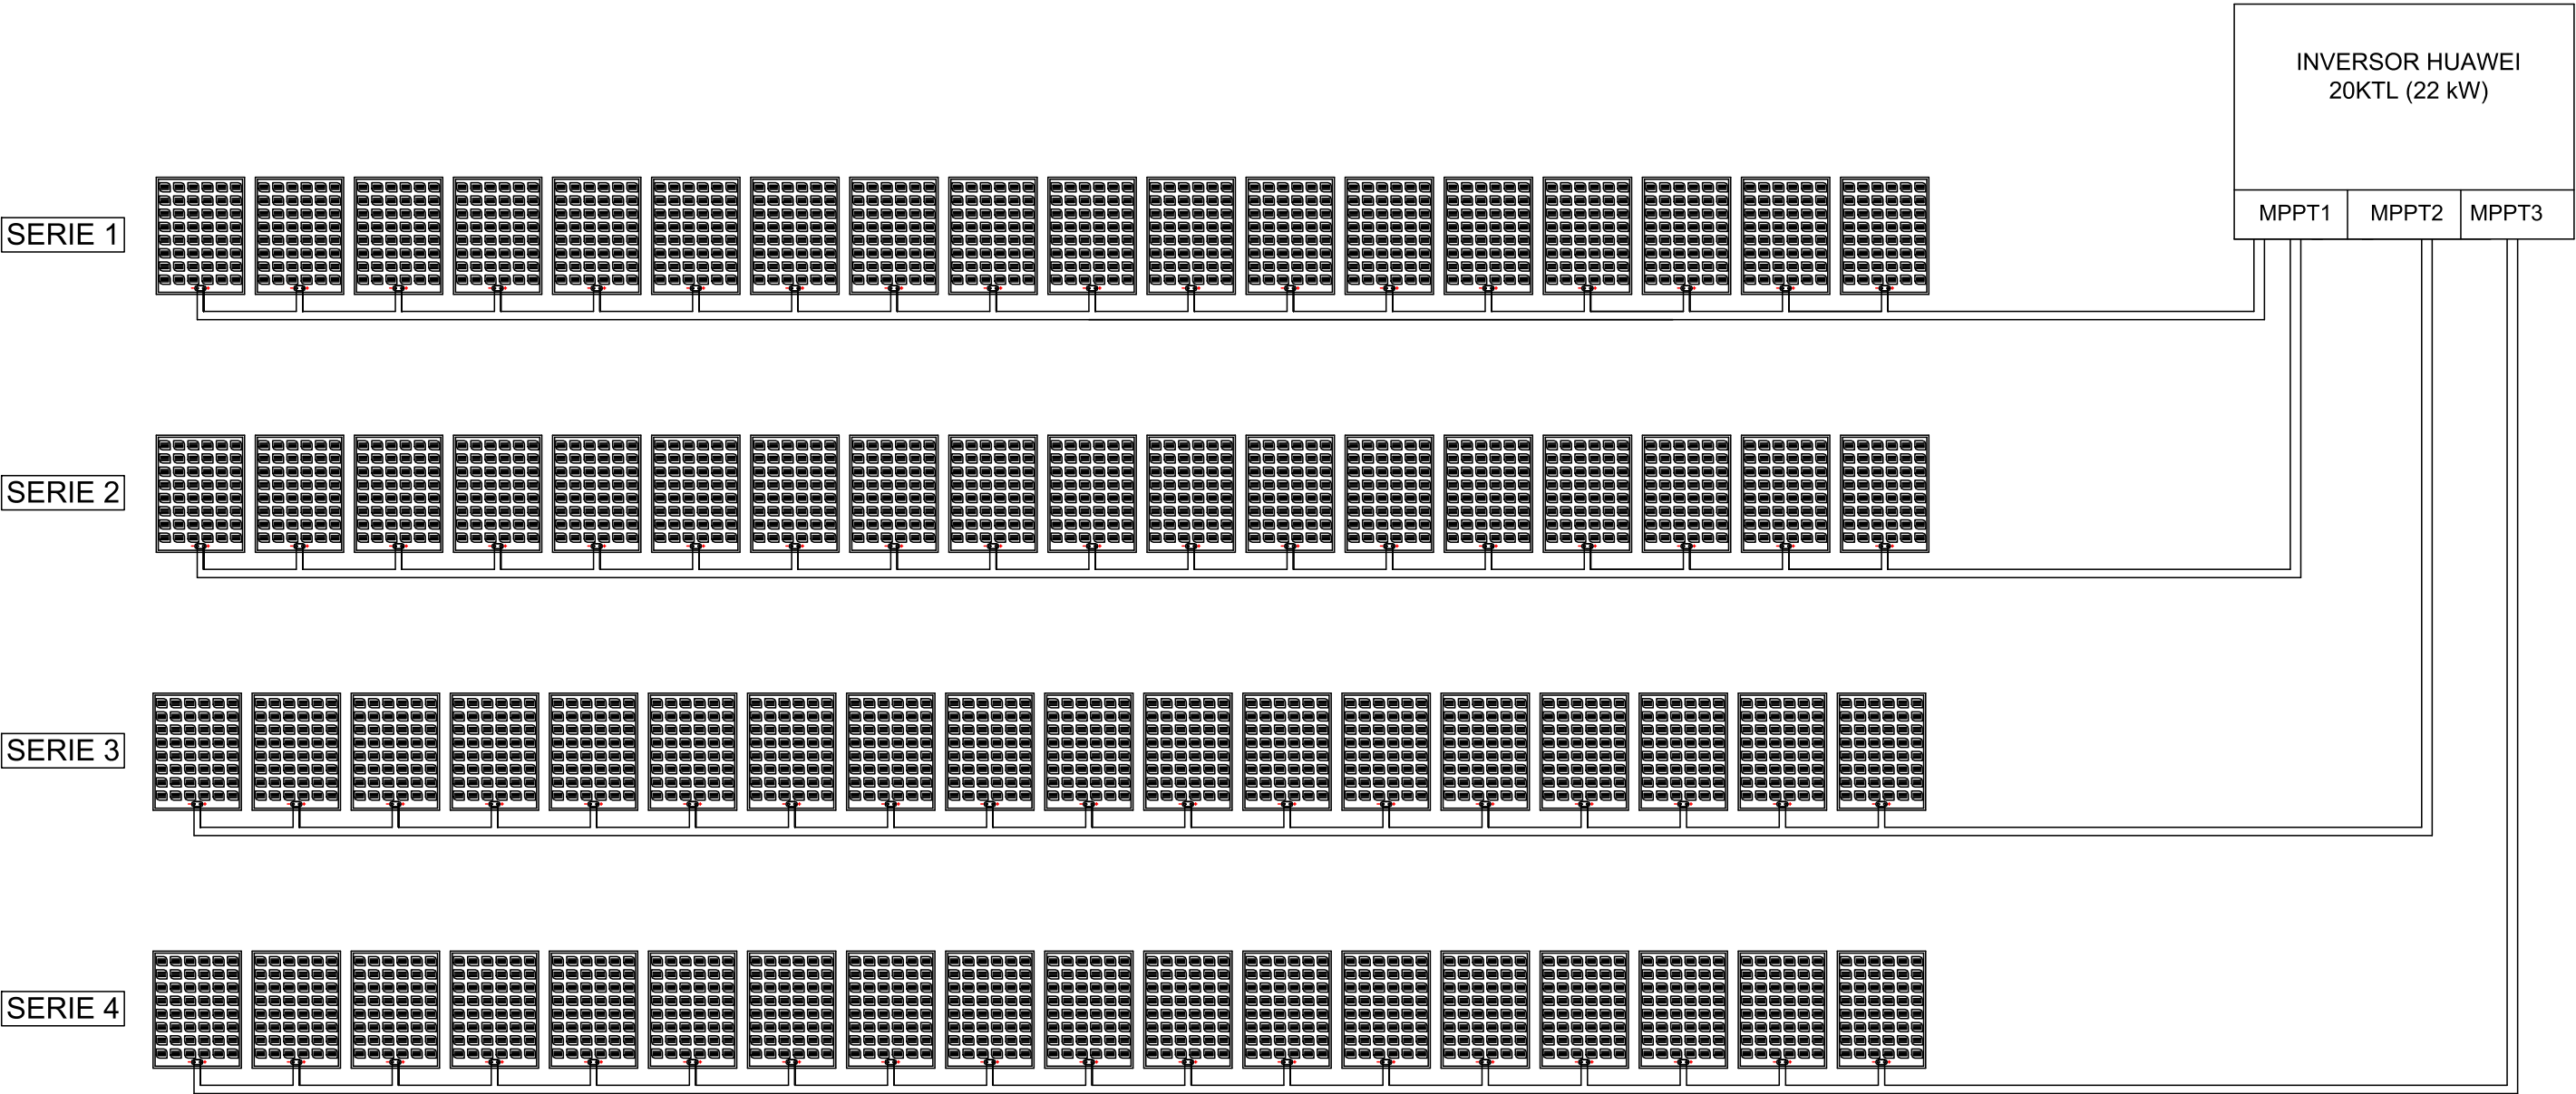 INVERSOR HUAWEI
20KTL (22 kW)
MPPT1 MPPT2 MPPT3
SERIE 1
SERIE 2
SERIE 3
SERIE 4